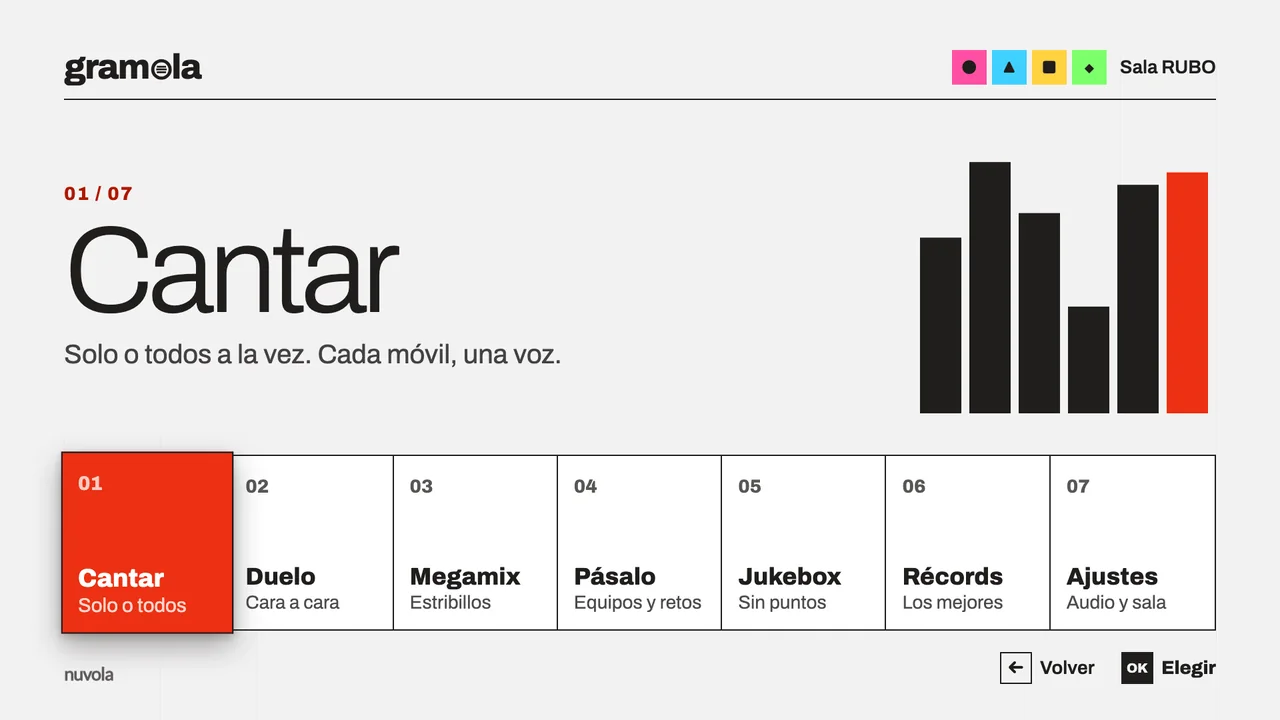 gramola
Sala RUBO
01 / 07
Cantar
Solo o todos a la vez. Cada móvil, una voz.
01
Cantar
Solo o todos
02
Duelo
Cara a cara
03
Megamix
Estribillos
04
Pásalo
Equipos y retos
05
Jukebox
Sin puntos
06
Récords
Los mejores
07
Ajustes
Audio y sala
nuvola
Volver
OK Elegir